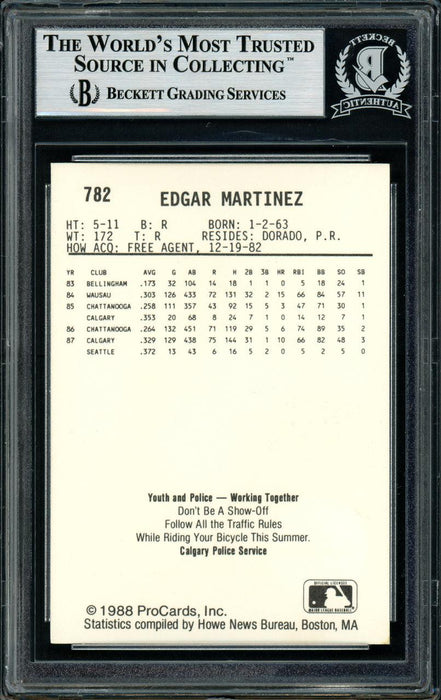 THE WORLD'S MOST TRUSTED
SOURCE IN COLLECTING™
B BECKETT GRADING SERVICES
BECKETT
AUTHENTIC
782 EDGAR MARTINEZ
HT: 5-11 B: R BORN: 1-2-63
WT: 172 T: R RESIDES: DORADO, P.R.
HOW ACQ: FREE AGENT, 12-19-82
YR CLUB AVG G AB R H 2B 3B HR RBI BB SO SB
83 BELLINGHAM .173 32 104 14 18 1 1 0 5 18 24 1
84 WAUSAU .303 126 433 72 131 32 2 15 66 84 57 11
85 CHATTANOOGA .258 111 357 43 92 15 5 3 47 71 30 1
CALGARY .353 20 68 8 24 7 1 0 14 12 7 1
86 CHATTANOOGA .264 132 451 71 119 29 5 6 74 89 35 2
87 CALGARY .329 129 438 75 144 31 1 10 66 82 48 3
SEATTLE .372 13 43 6 16 5 2 0 5 2 5 0
Youth and Police — Working Together
Don't Be A Show-Off
Follow All the Traffic Rules
While Riding Your Bicycle This Summer.
Calgary Police Service
OFFICIAL LICENSEE
MAJOR LEAGUE BASEBALL
© 1988 ProCards, Inc.
Statistics compiled by Howe News Bureau, Boston, MA